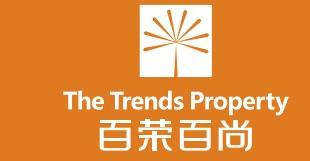 The Trends Property
百荣百尚